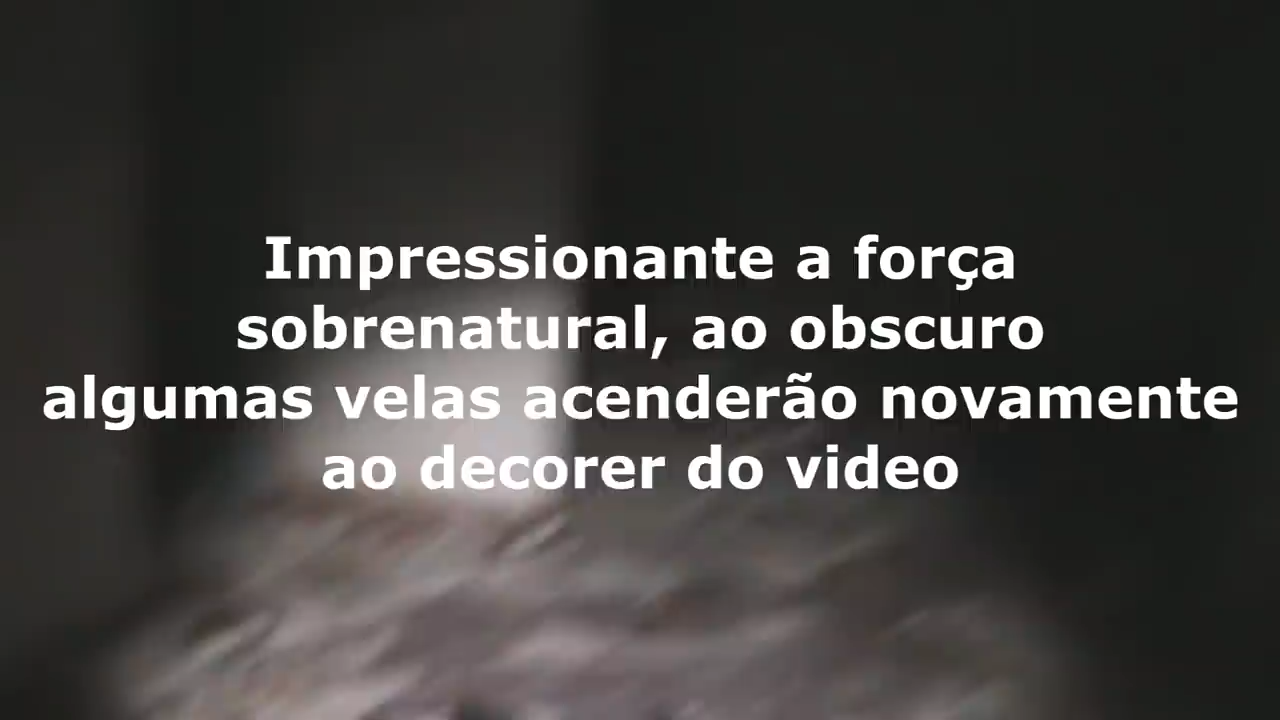 Impressionante a força
sobrenatural, ao obscuro
algumas velas acenderão novamente
ao decorer do video